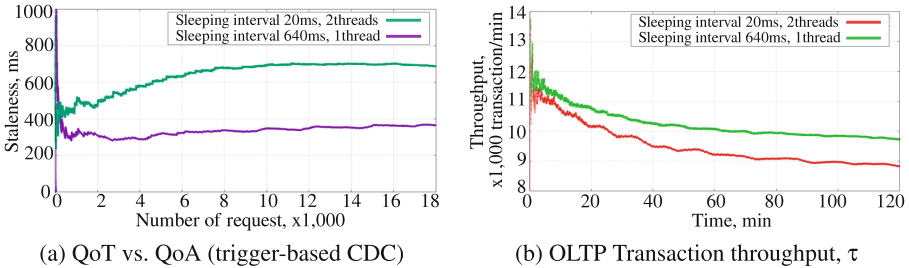 1000
800
600
400
200
0
Staleness, ms
Sleeping interval 20ms, 2threads
Sleeping interval 640ms, 1thread
0 2 4 6 8 10 12 14 16 18
Number of request, x1,000
(a) QoT vs. QoA (trigger-based CDC)
14
13
12
11
10
9
8
Throughput,
x1,000 transaction/min
Sleeping interval 20ms, 2threads
Sleeping interval 640ms, 1thread
0 20 40 60 80 100 120
Time, min
(b) OLTP Transaction throughput, τ